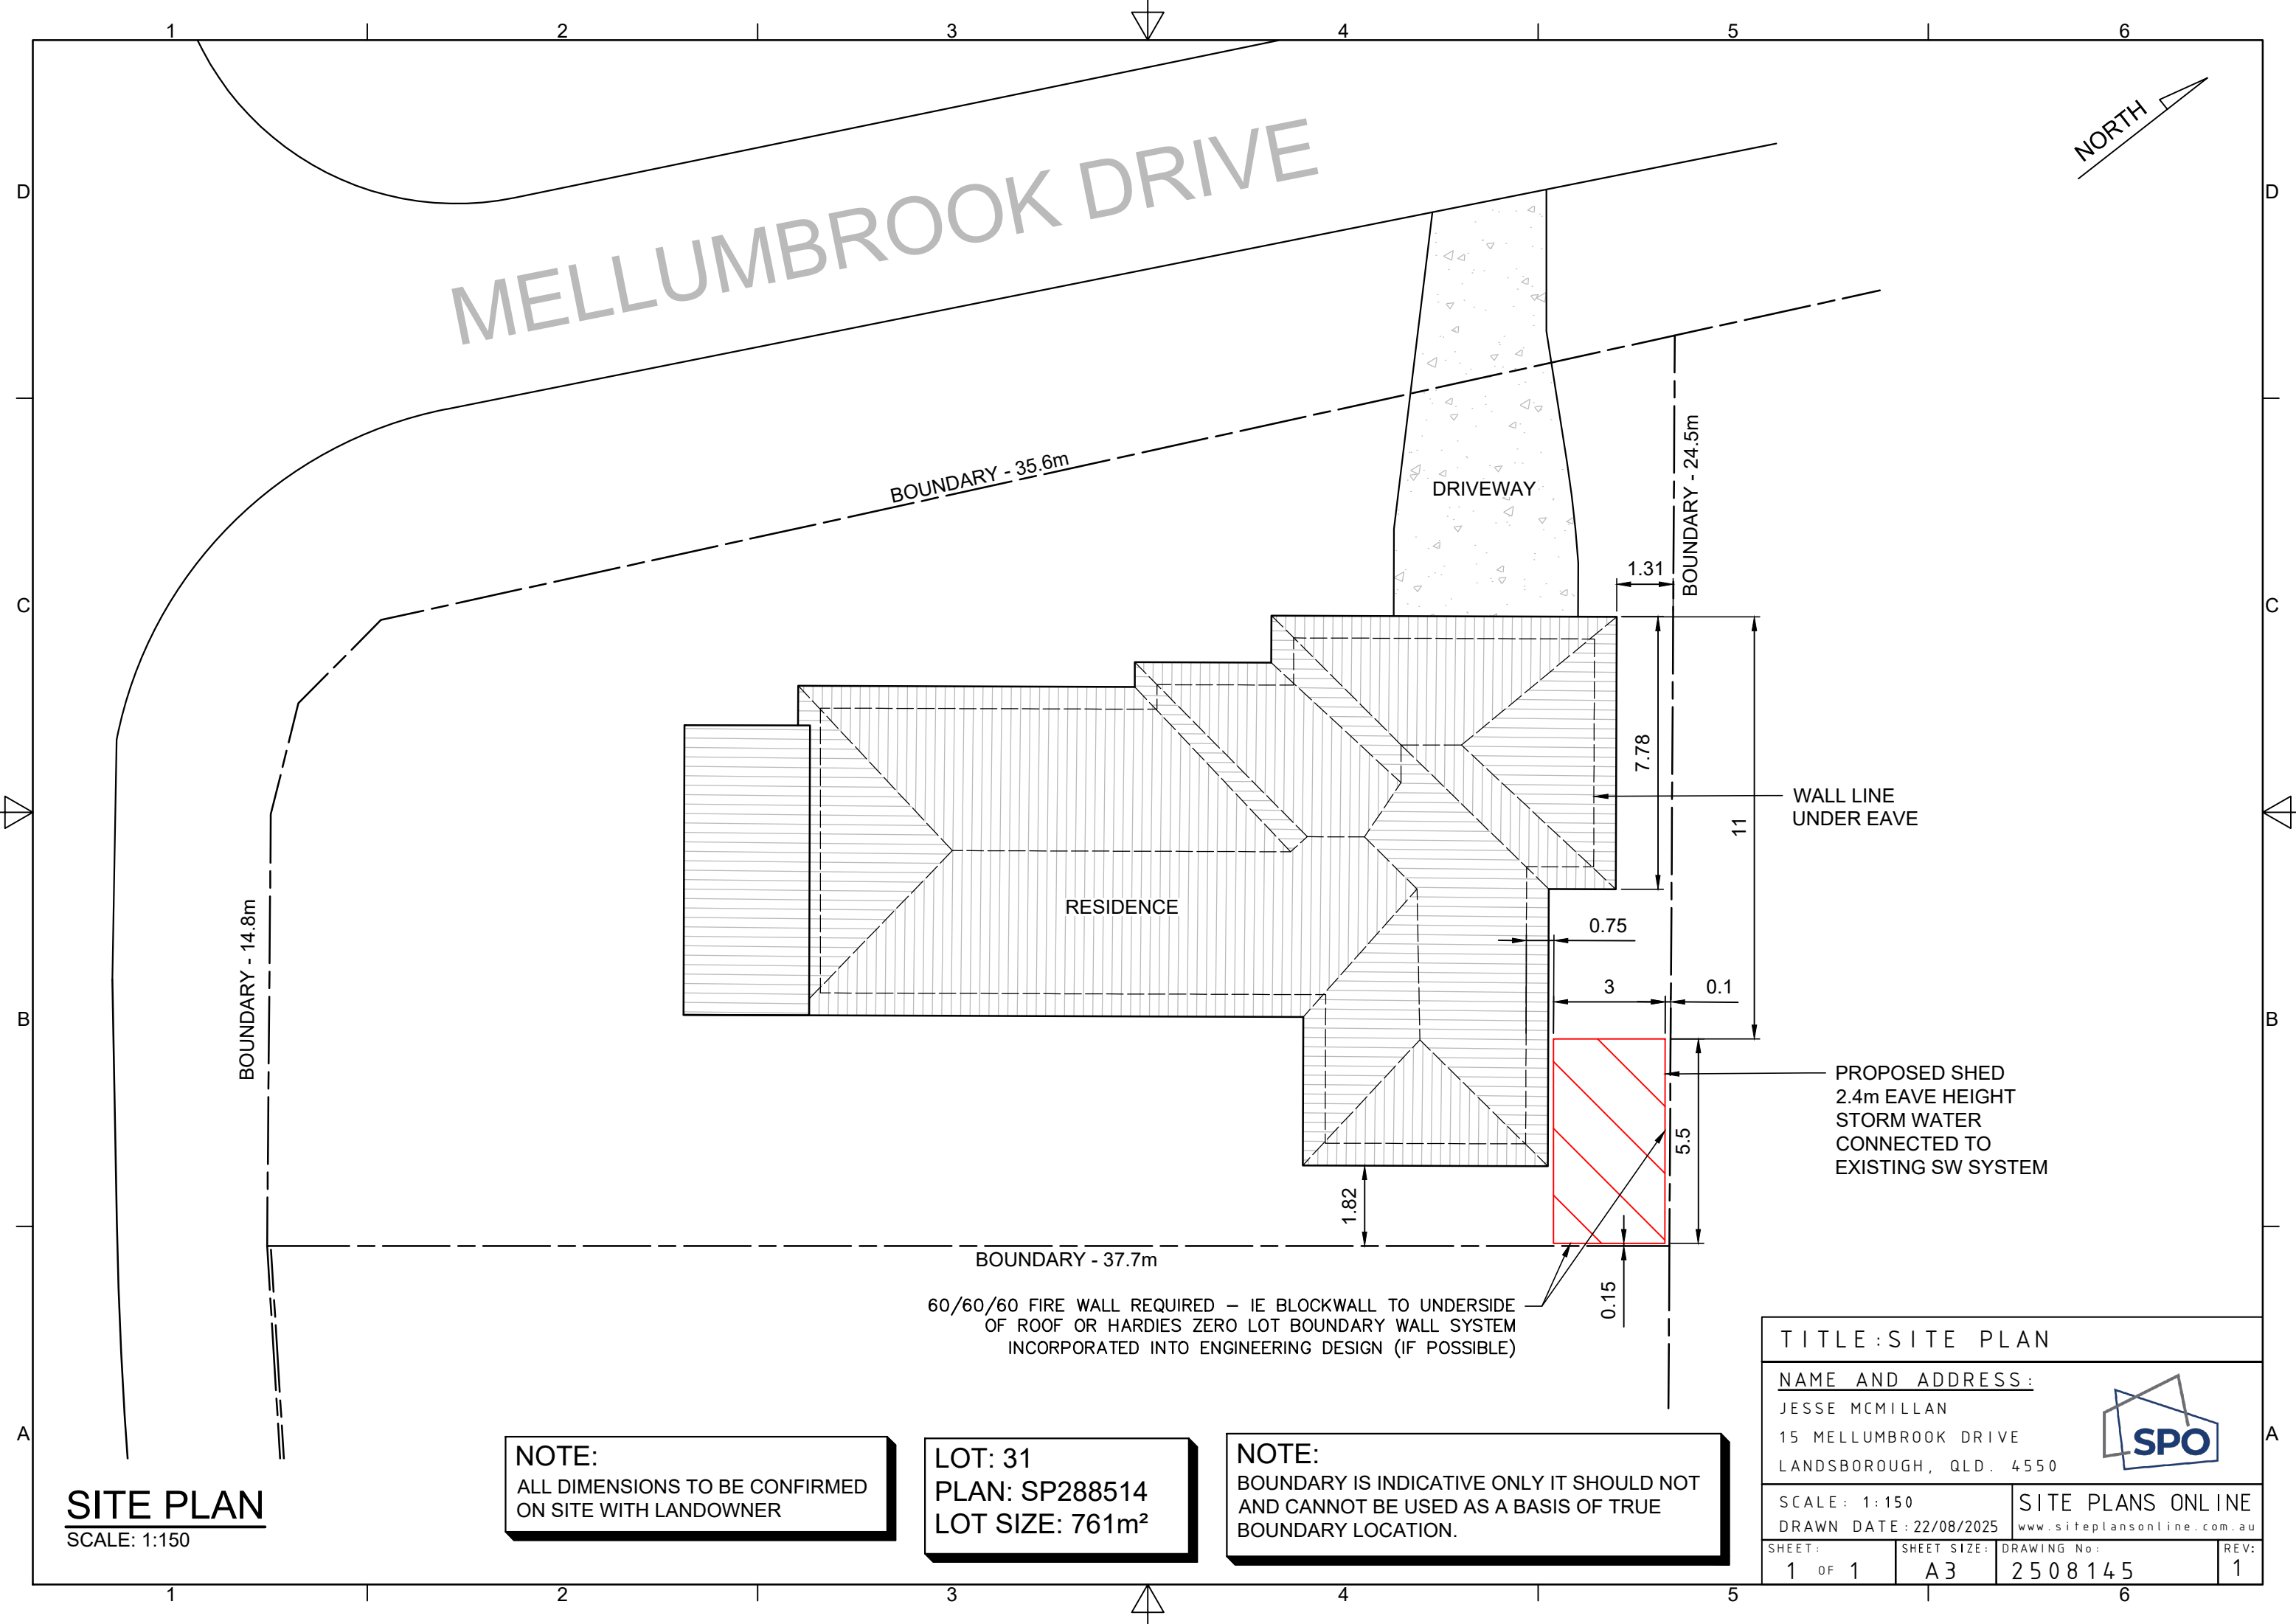 1 2 3 4 5 6
D D
C C
B B
A A
1 2 3 4 5 6
NORTH
MELLUMBROOK DRIVE
BOUNDARY - 35.6m
DRIVEWAY
BOUNDARY - 24.5m
1.31
7.78
11
WALL LINE
UNDER EAVE
RESIDENCE
0.75
3
0.1
BOUNDARY - 14.8m
PROPOSED SHED
2.4m EAVE HEIGHT
STORM WATER
CONNECTED TO
EXISTING SW SYSTEM
5.5
1.82
0.15
BOUNDARY - 37.7m
60/60/60 FIRE WALL REQUIRED – IE BLOCKWALL TO UNDERSIDE
OF ROOF OR HARDIES ZERO LOT BOUNDARY WALL SYSTEM
INCORPORATED INTO ENGINEERING DESIGN (IF POSSIBLE)
SITE PLAN
SCALE: 1:150
NOTE:
ALL DIMENSIONS TO BE CONFIRMED
ON SITE WITH LANDOWNER
LOT: 31
PLAN: SP288514
LOT SIZE: 761m²
NOTE:
BOUNDARY IS INDICATIVE ONLY IT SHOULD NOT
AND CANNOT BE USED AS A BASIS OF TRUE
BOUNDARY LOCATION.
TITLE:SITE PLAN
NAME AND ADDRESS:
JESSE MCMILLAN
15 MELLUMBROOK DRIVE
LANDSBOROUGH, QLD. 4550
SPO
SCALE: 1:150
DRAWN DATE:22/08/2025
SITE PLANS ONLINE
www.siteplansonline.com.au
SHEET:
1 OF 1
SHEET SIZE:
A3
DRAWING No:
2508145
REV:
1